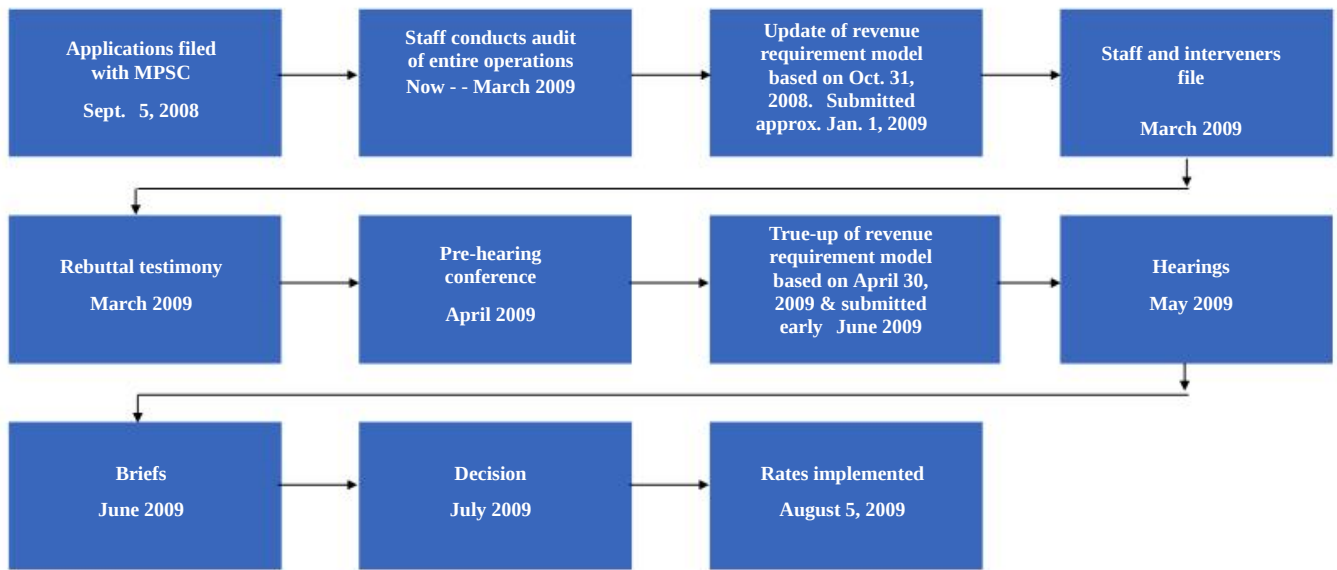 Applications filed
with MPSC
Sept. 5, 2008
Staff conducts audit
of entire operations
Now - - March 2009
Update of revenue
requirement model
based on Oct. 31,
2008. Submitted
approx. Jan. 1, 2009
Staff and interveners
file
March 2009
Rebuttal testimony
March 2009
Pre-hearing
conference
April 2009
True-up of revenue
requirement model
based on April 30,
2009 & submitted
early June 2009
Hearings
May 2009
Briefs
June 2009
Decision
July 2009
Rates implemented
August 5, 2009